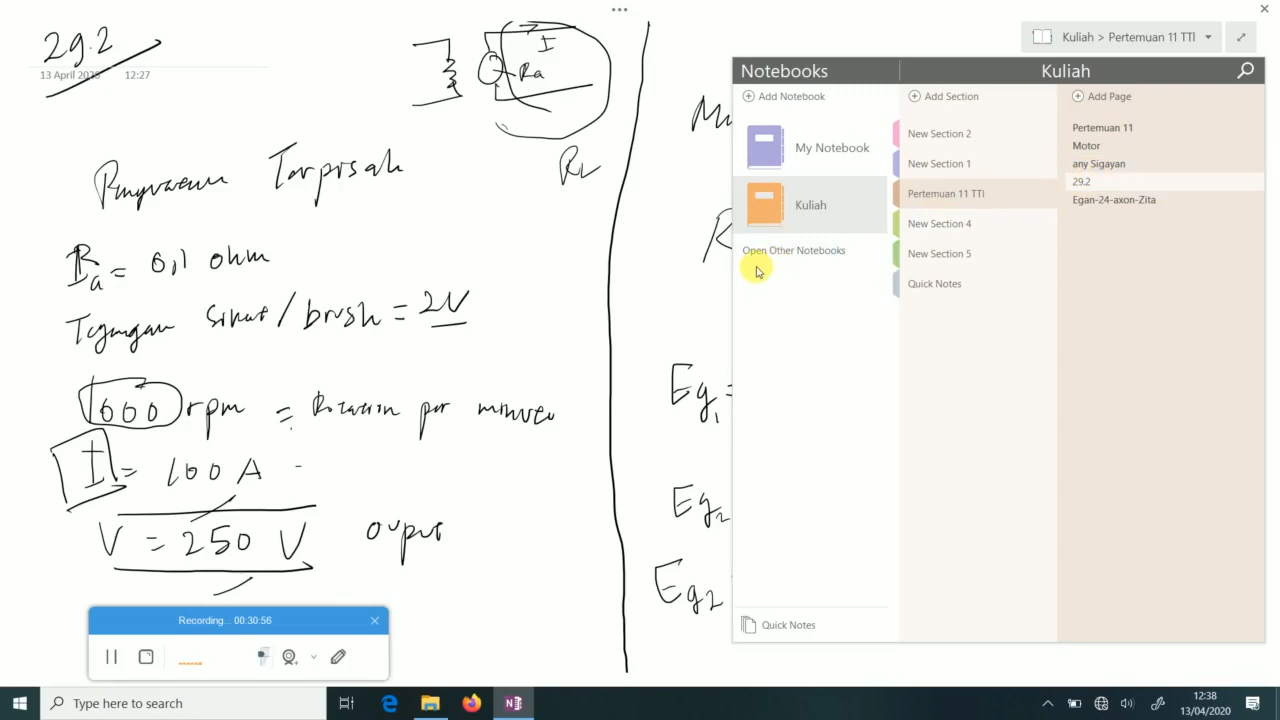 29.2
13 April 2020 12:27
I
Ra
Penguatan Terpisah
RL
Ra = 0,1 ohm
Tegangan sikat / brush = 2V
1000 rpm = Rotation per minutes
I = 100 A
V = 250 V output
Eg1 =
Eg2
Eg2
Kuliah > Pertemuan 11 TTI
Notebooks
Kuliah
Add Notebook
Add Section
Add Page
My Notebook
Kuliah
Open Other Notebooks
New Section 2
New Section 1
Pertemuan 11 TTI
New Section 4
New Section 5
Quick Notes
Pertemuan 11
Motor
any Sigayan
29.2
Egan-24-axon-Zita
Quick Notes
Recording... 00:30:56
Type here to search
12:38
13/04/2020